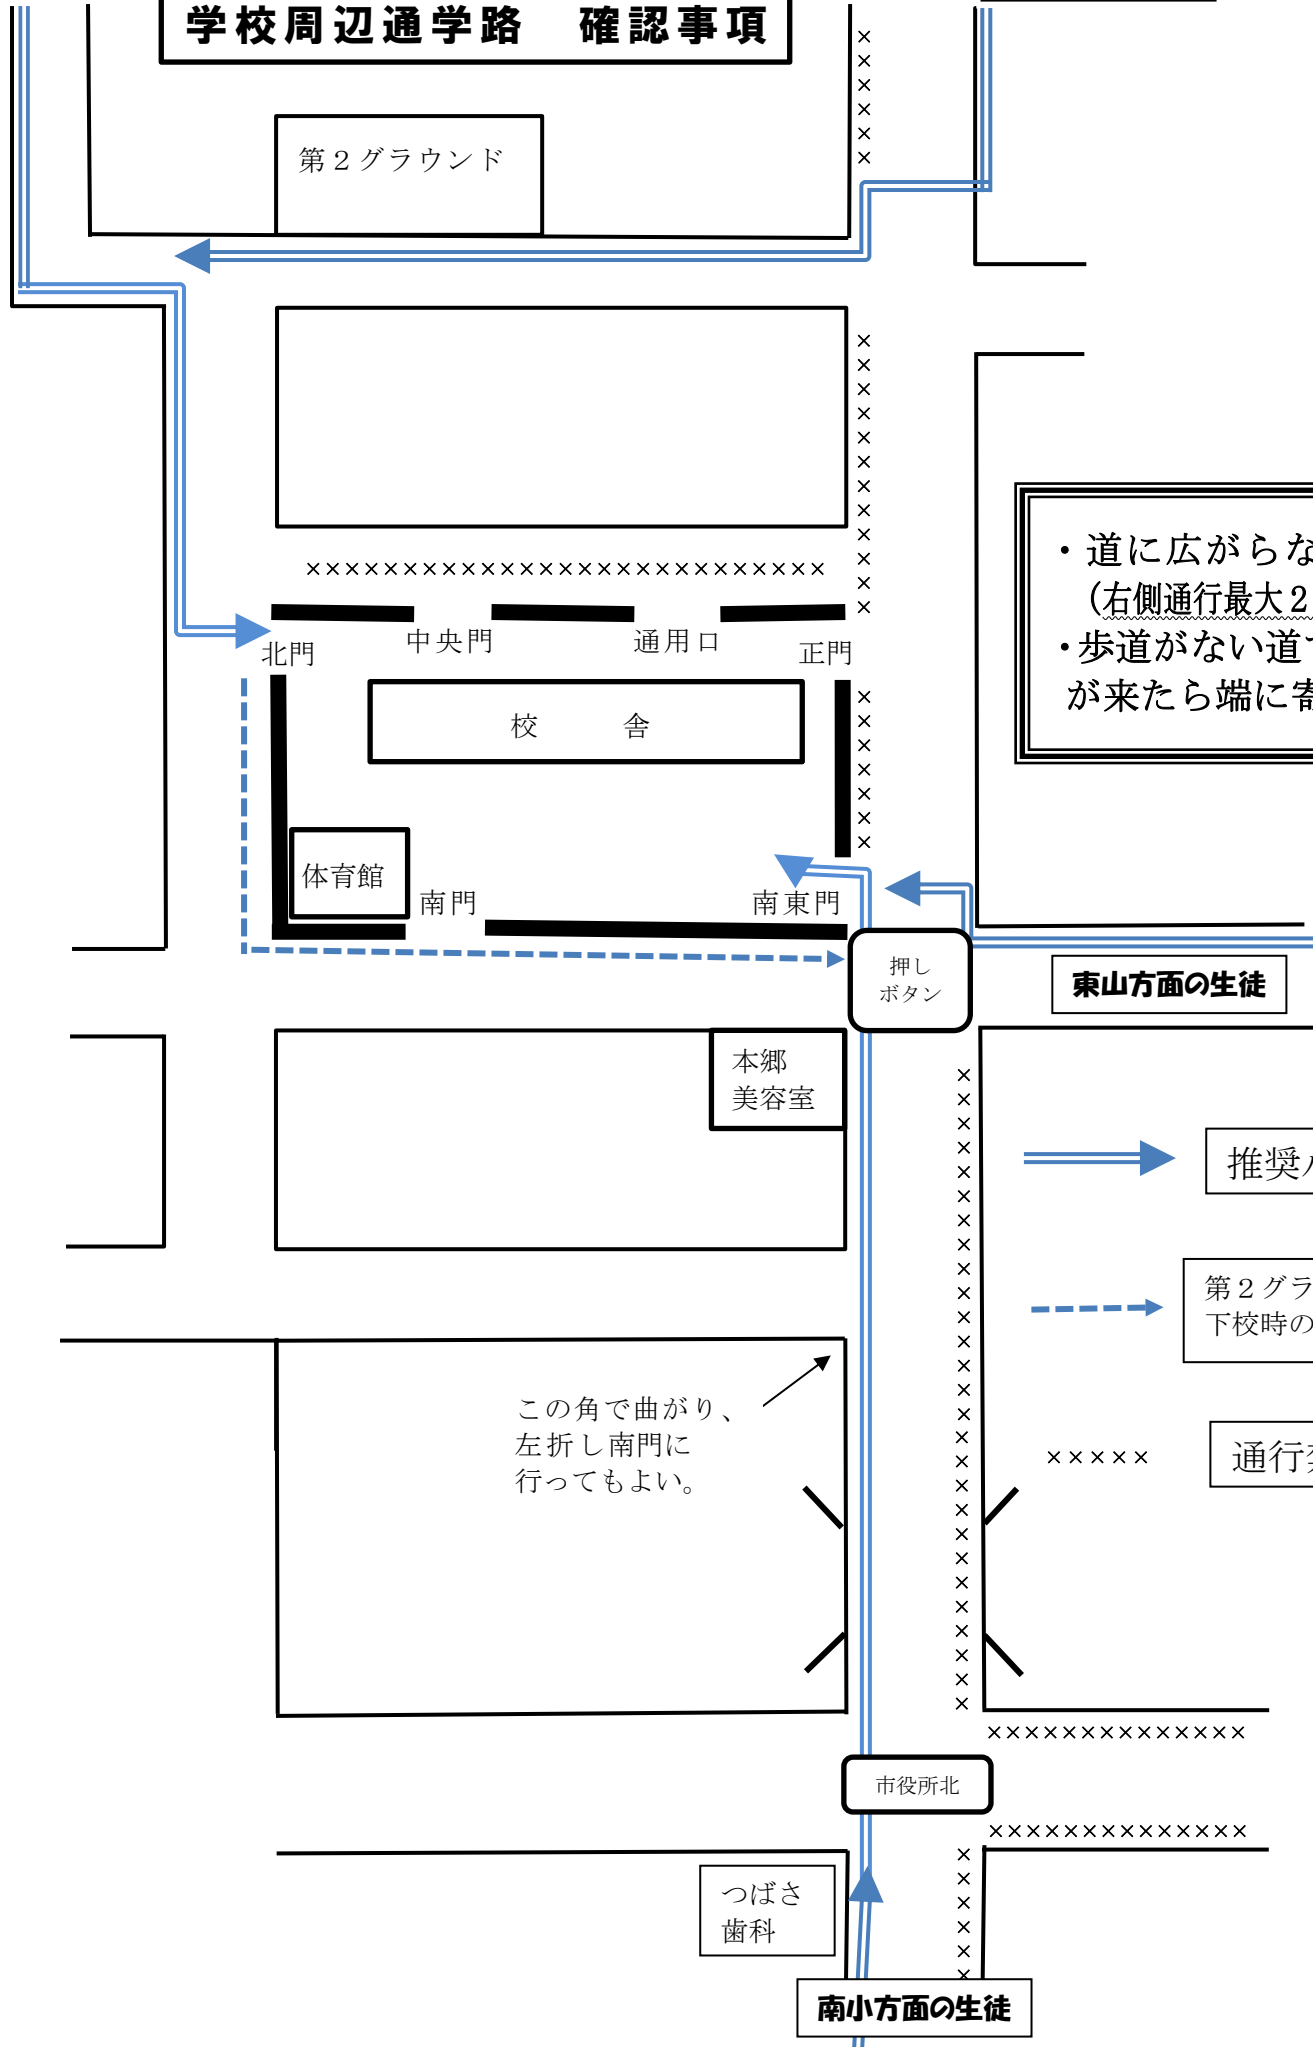 学校周辺通学路　確認事項
第２グラウンド
・道に広がらな
（右側通行最大２
・歩道がない道
が来たら端に寄
北門
中央門
通用口
正門
校　　舎
体育館
南門
南東門
押し
ボタン
東山方面の生徒
本郷
美容室
推奨
第２グラ
下校時の
この角で曲がり、
左折し南門に
行ってもよい。
×××××
通行禁
市役所北
つばさ
歯科
南小方面の生徒